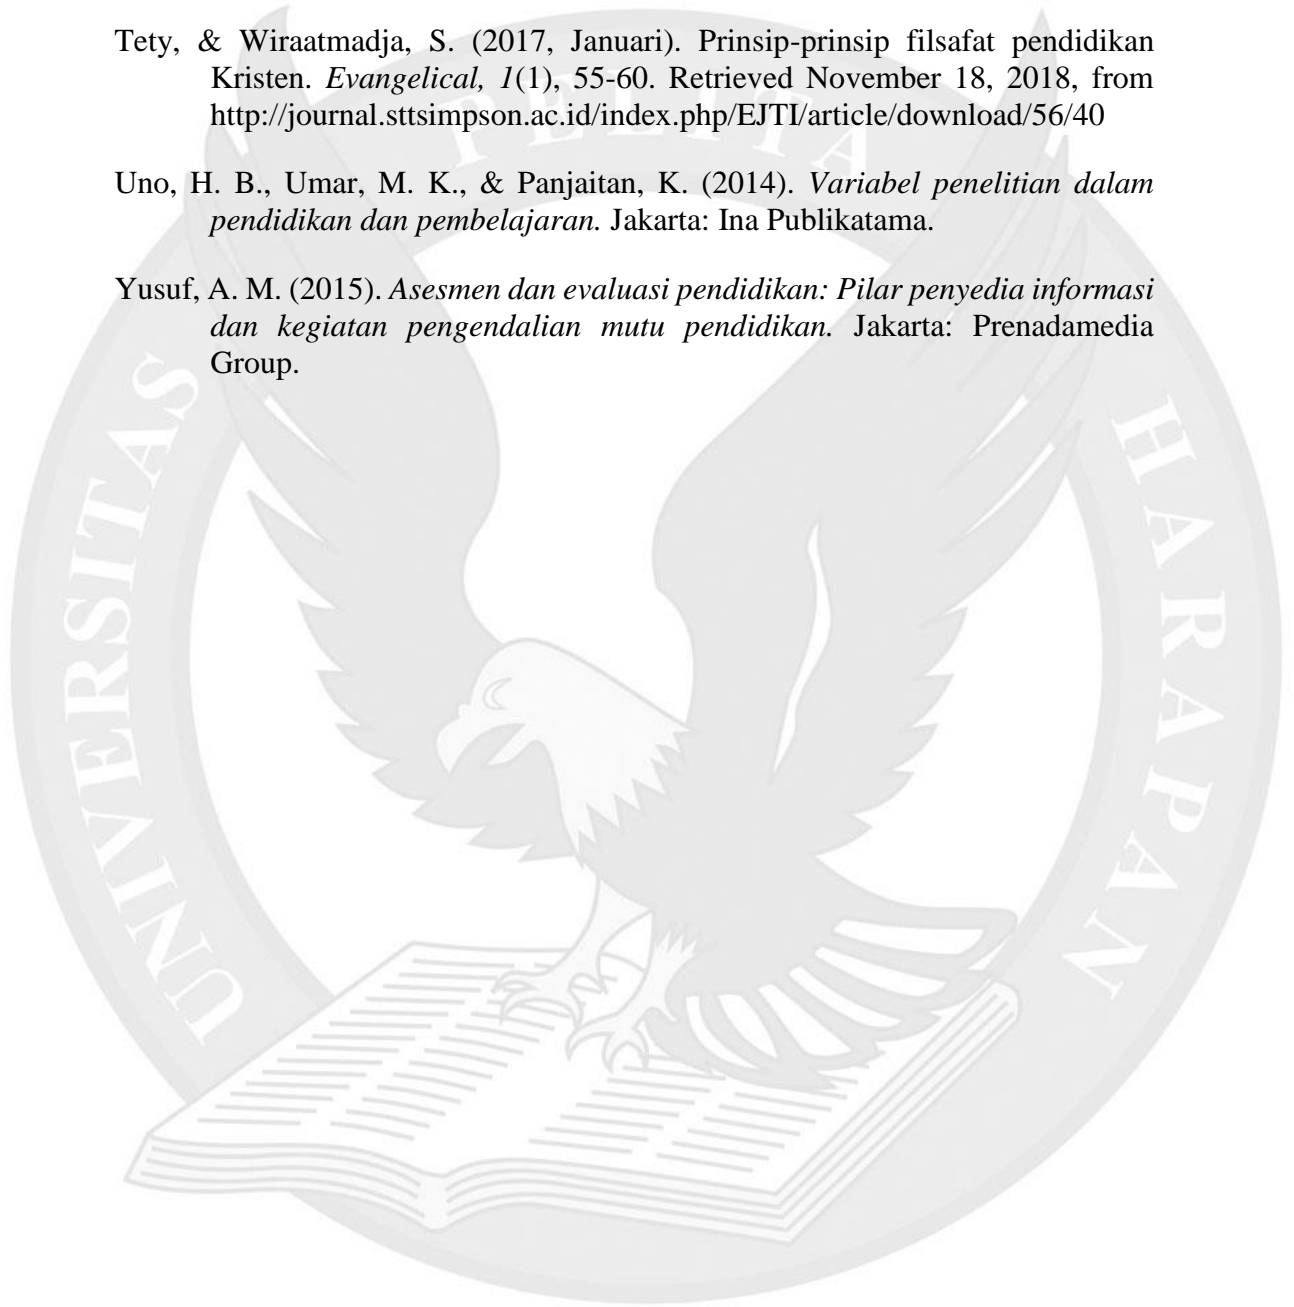 Tety, & Wiraatmadja, S. (2017, Januari). Prinsip-prinsip filsafat pendidikan
Kristen. Evangelical, 1(1), 55-60. Retrieved November 18, 2018, from
http://journal.sttsimpson.ac.id/index.php/EJTI/article/download/56/40
Uno, H. B., Umar, M. K., & Panjaitan, K. (2014). Variabel penelitian dalam
pendidikan dan pembelajaran. Jakarta: Ina Publikatama.
Yusuf, A. M. (2015). Asesmen dan evaluasi pendidikan: Pilar penyedia informasi
dan kegiatan pengendalian mutu pendidikan. Jakarta: Prenadamedia
Group.
UNIVERSITAS
PELITA
HARAPAN